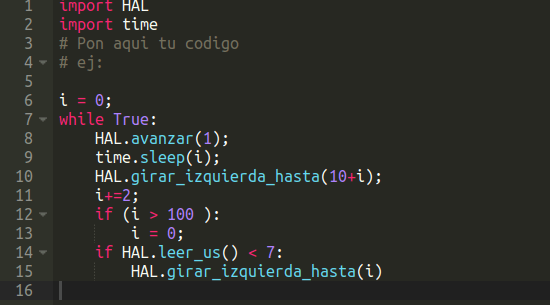 1 import HAL
2 import time
3 # Pon aqui tu codigo
4 # ej:
5
6 i = 0;
7 while True:
8     HAL.avanzar(1);
9     time.sleep(i);
10     HAL.girar_izquierda_hasta(10+i);
11     i+=2;
12     if (i > 100 ):
13         i = 0;
14     if HAL.leer_us() < 7:
15         HAL.girar_izquierda_hasta(i)
16